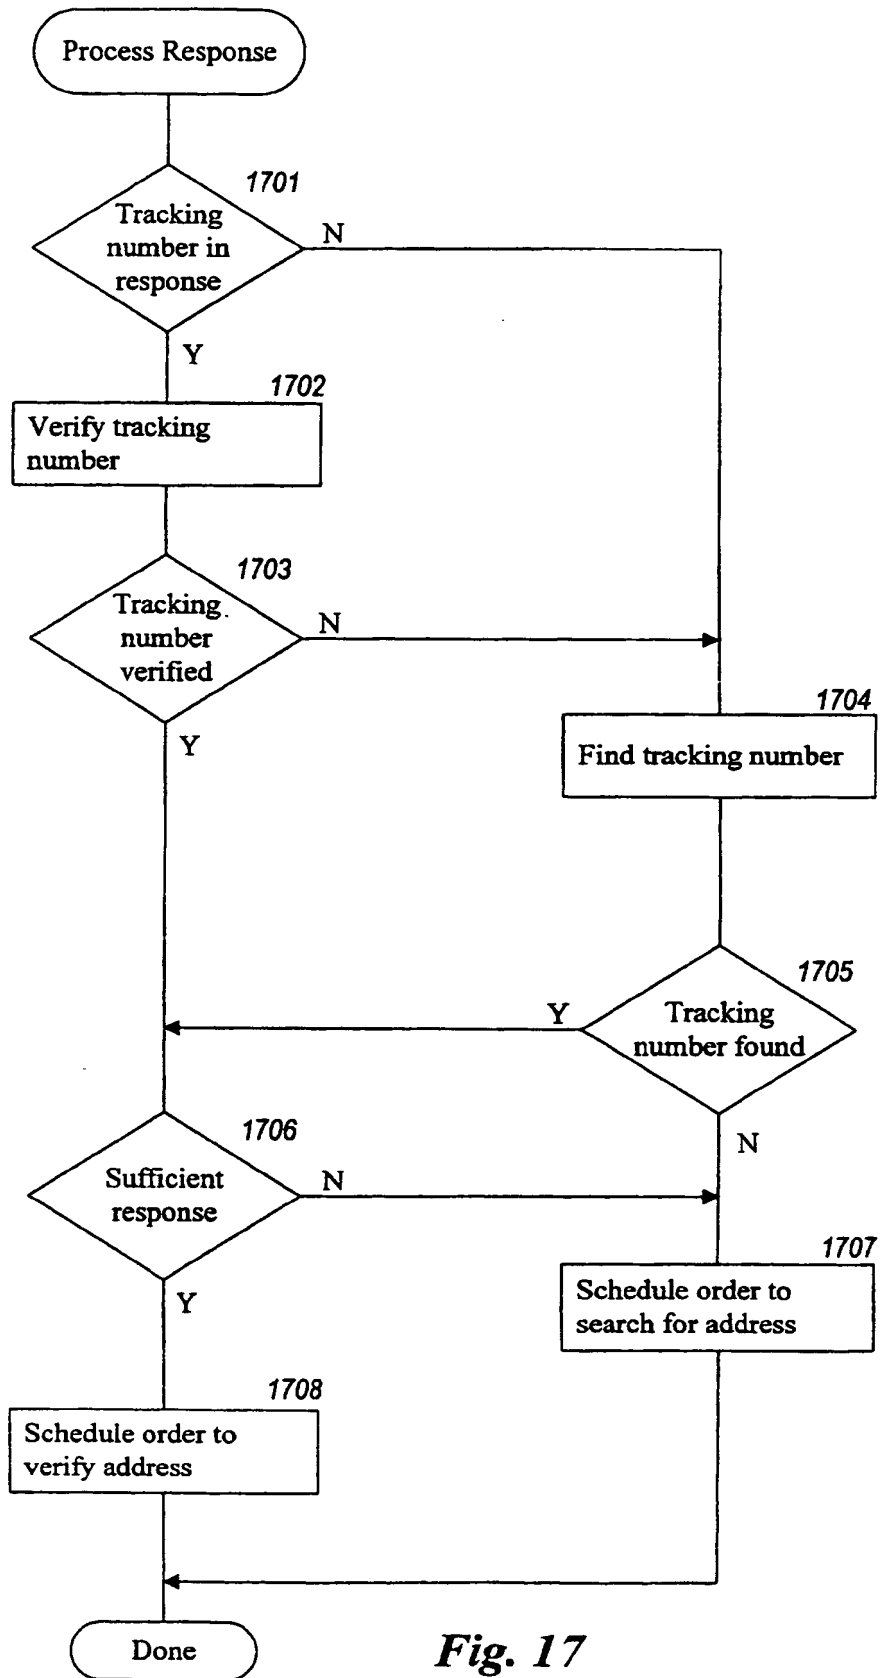 Process Response
1701
Tracking
number in
response
N
Y
1702
Verify tracking
number
1703
Tracking
number
verified
N
Y
1704
Find tracking number
1705
Tracking
number found
Y
N
1706
Sufficient
response
N
Y
1707
Schedule order to
search for address
1708
Schedule order to
verify address
Done
Fig. 17